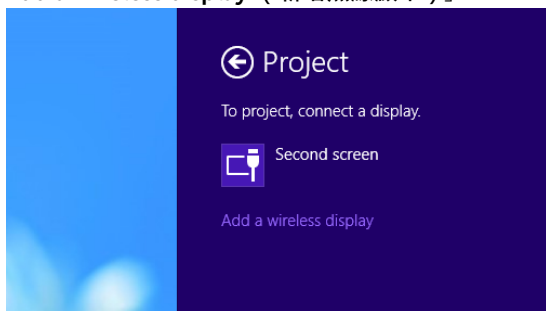 Project
To project, connect a display.
Second screen
Add a wireless display